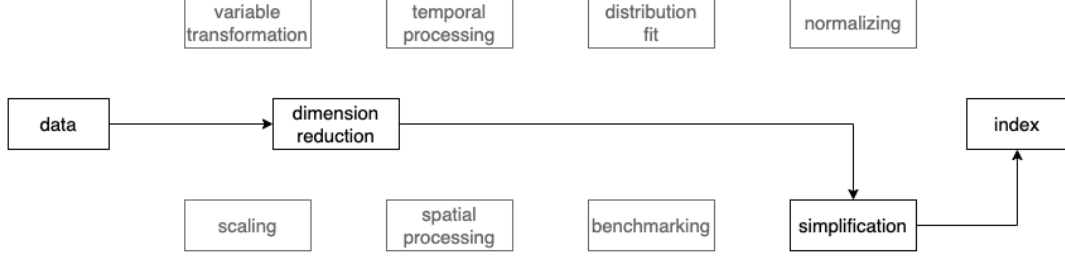 variable
transformation
temporal
processing
distribution
fit
normalizing
data
dimension
reduction
index
scaling
spatial
processing
benchmarking
simplification